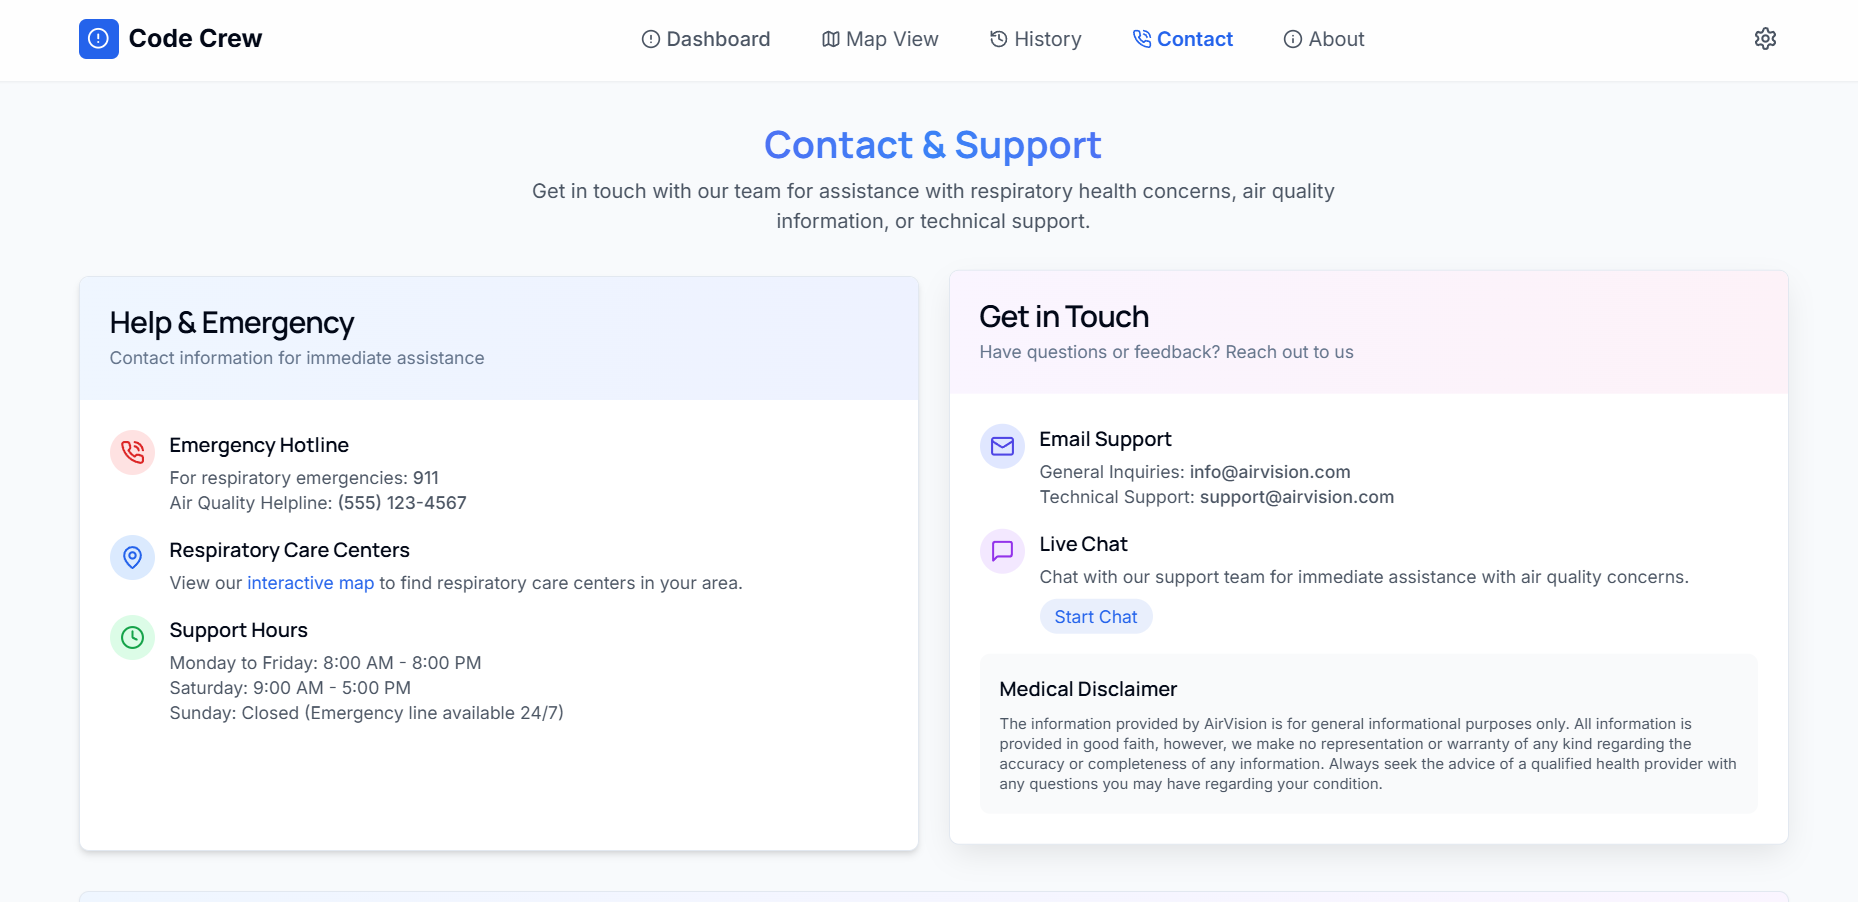 Code Crew
Dashboard
Map View
History
Contact
About
Contact & Support
Get in touch with our team for assistance with respiratory health concerns, air quality
information, or technical support.
Help & Emergency
Contact information for immediate assistance
Emergency Hotline
For respiratory emergencies: 911
Air Quality Helpline: (555) 123-4567
Respiratory Care Centers
View our interactive map to find respiratory care centers in your area.
Support Hours
Monday to Friday: 8:00 AM - 8:00 PM
Saturday: 9:00 AM - 5:00 PM
Sunday: Closed (Emergency line available 24/7)
Get in Touch
Have questions or feedback? Reach out to us
Email Support
General Inquiries: info@airvision.com
Technical Support: support@airvision.com
Live Chat
Chat with our support team for immediate assistance with air quality concerns.
Start Chat
Medical Disclaimer
The information provided by AirVision is for general informational purposes only. All information is
provided in good faith, however, we make no representation or warranty of any kind regarding the
accuracy or completeness of any information. Always seek the advice of a qualified health provider with
any questions you may have regarding your condition.